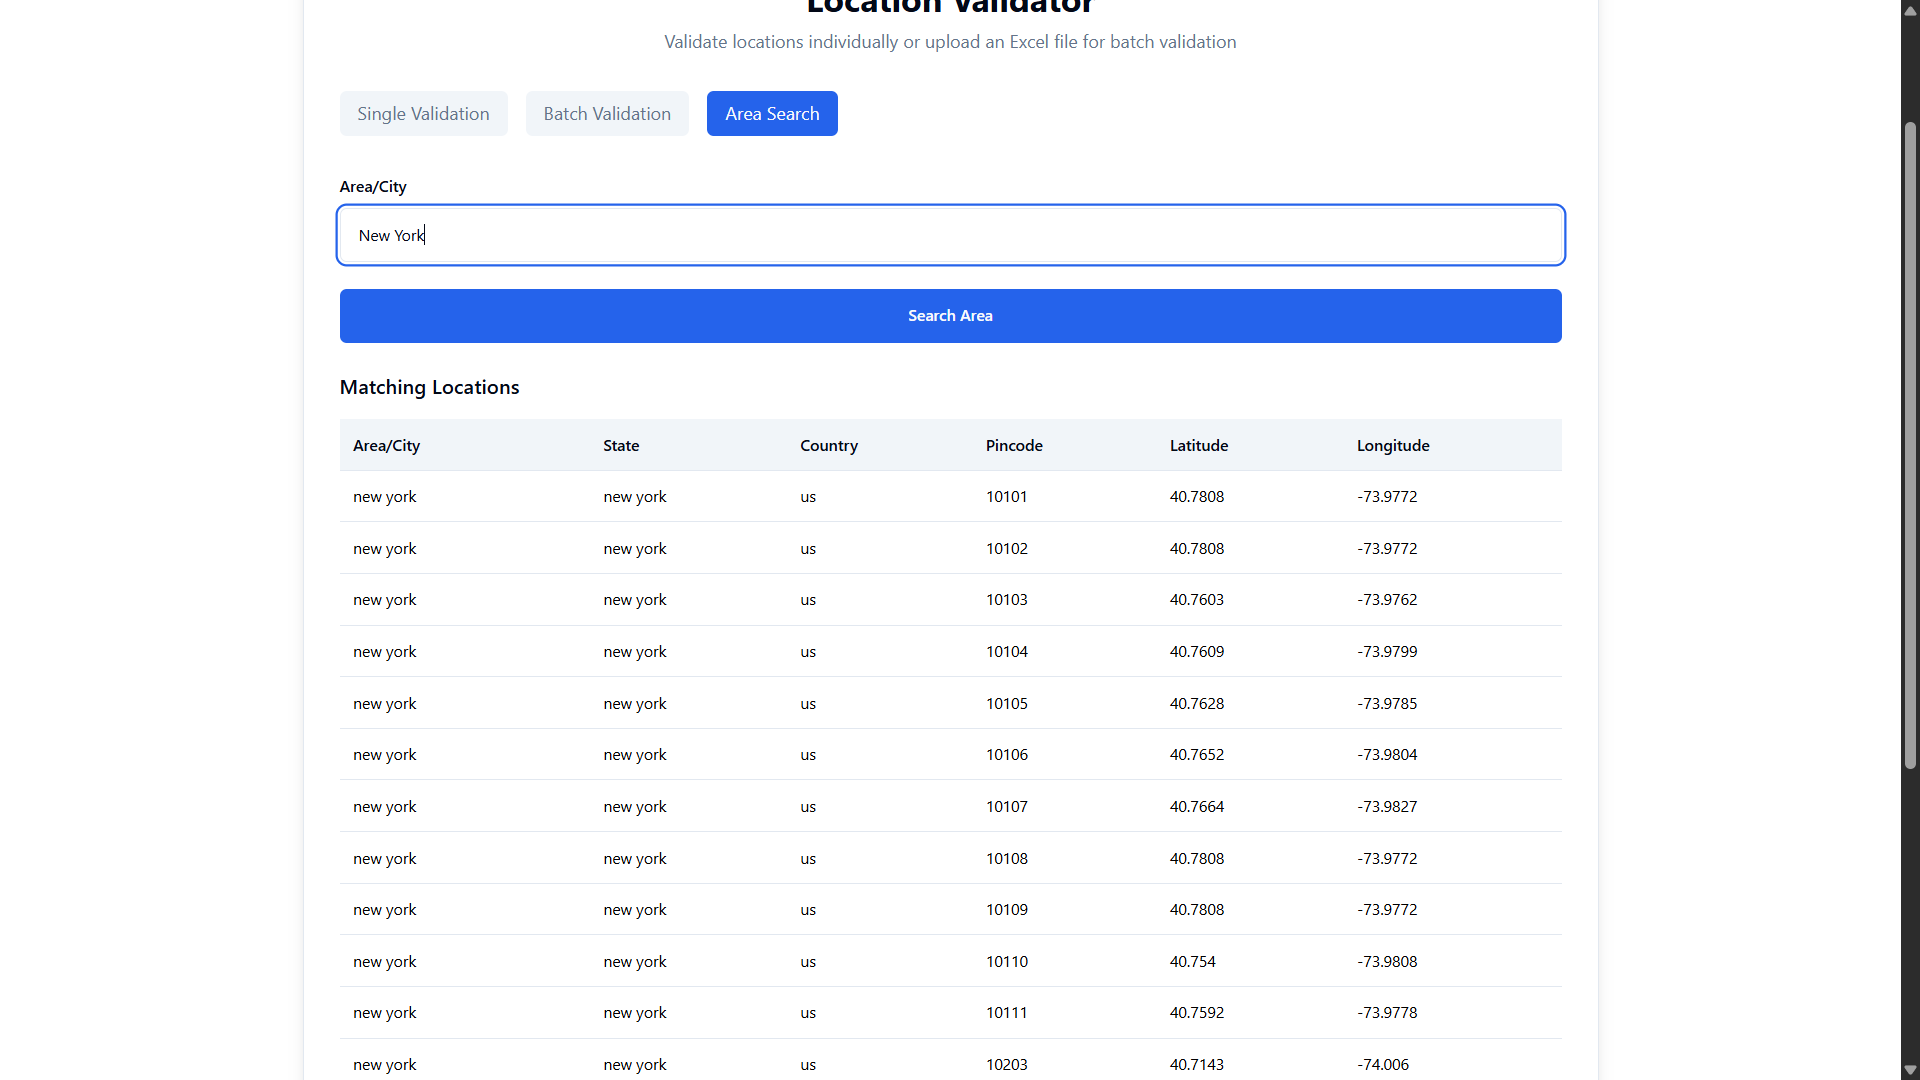 Location Validator
Validate locations individually or upload an Excel file for batch validation
Single Validation Batch Validation Area Search
Area/City
New York
Search Area
Matching Locations
Area/City State Country Pincode Latitude Longitude
new york new york us 10101 40.7808 -73.9772
new york new york us 10102 40.7808 -73.9772
new york new york us 10103 40.7603 -73.9762
new york new york us 10104 40.7609 -73.9799
new york new york us 10105 40.7628 -73.9785
new york new york us 10106 40.7652 -73.9804
new york new york us 10107 40.7664 -73.9827
new york new york us 10108 40.7808 -73.9772
new york new york us 10109 40.7808 -73.9772
new york new york us 10110 40.754 -73.9808
new york new york us 10111 40.7592 -73.9778
new york new york us 10203 40.7143 -74.006